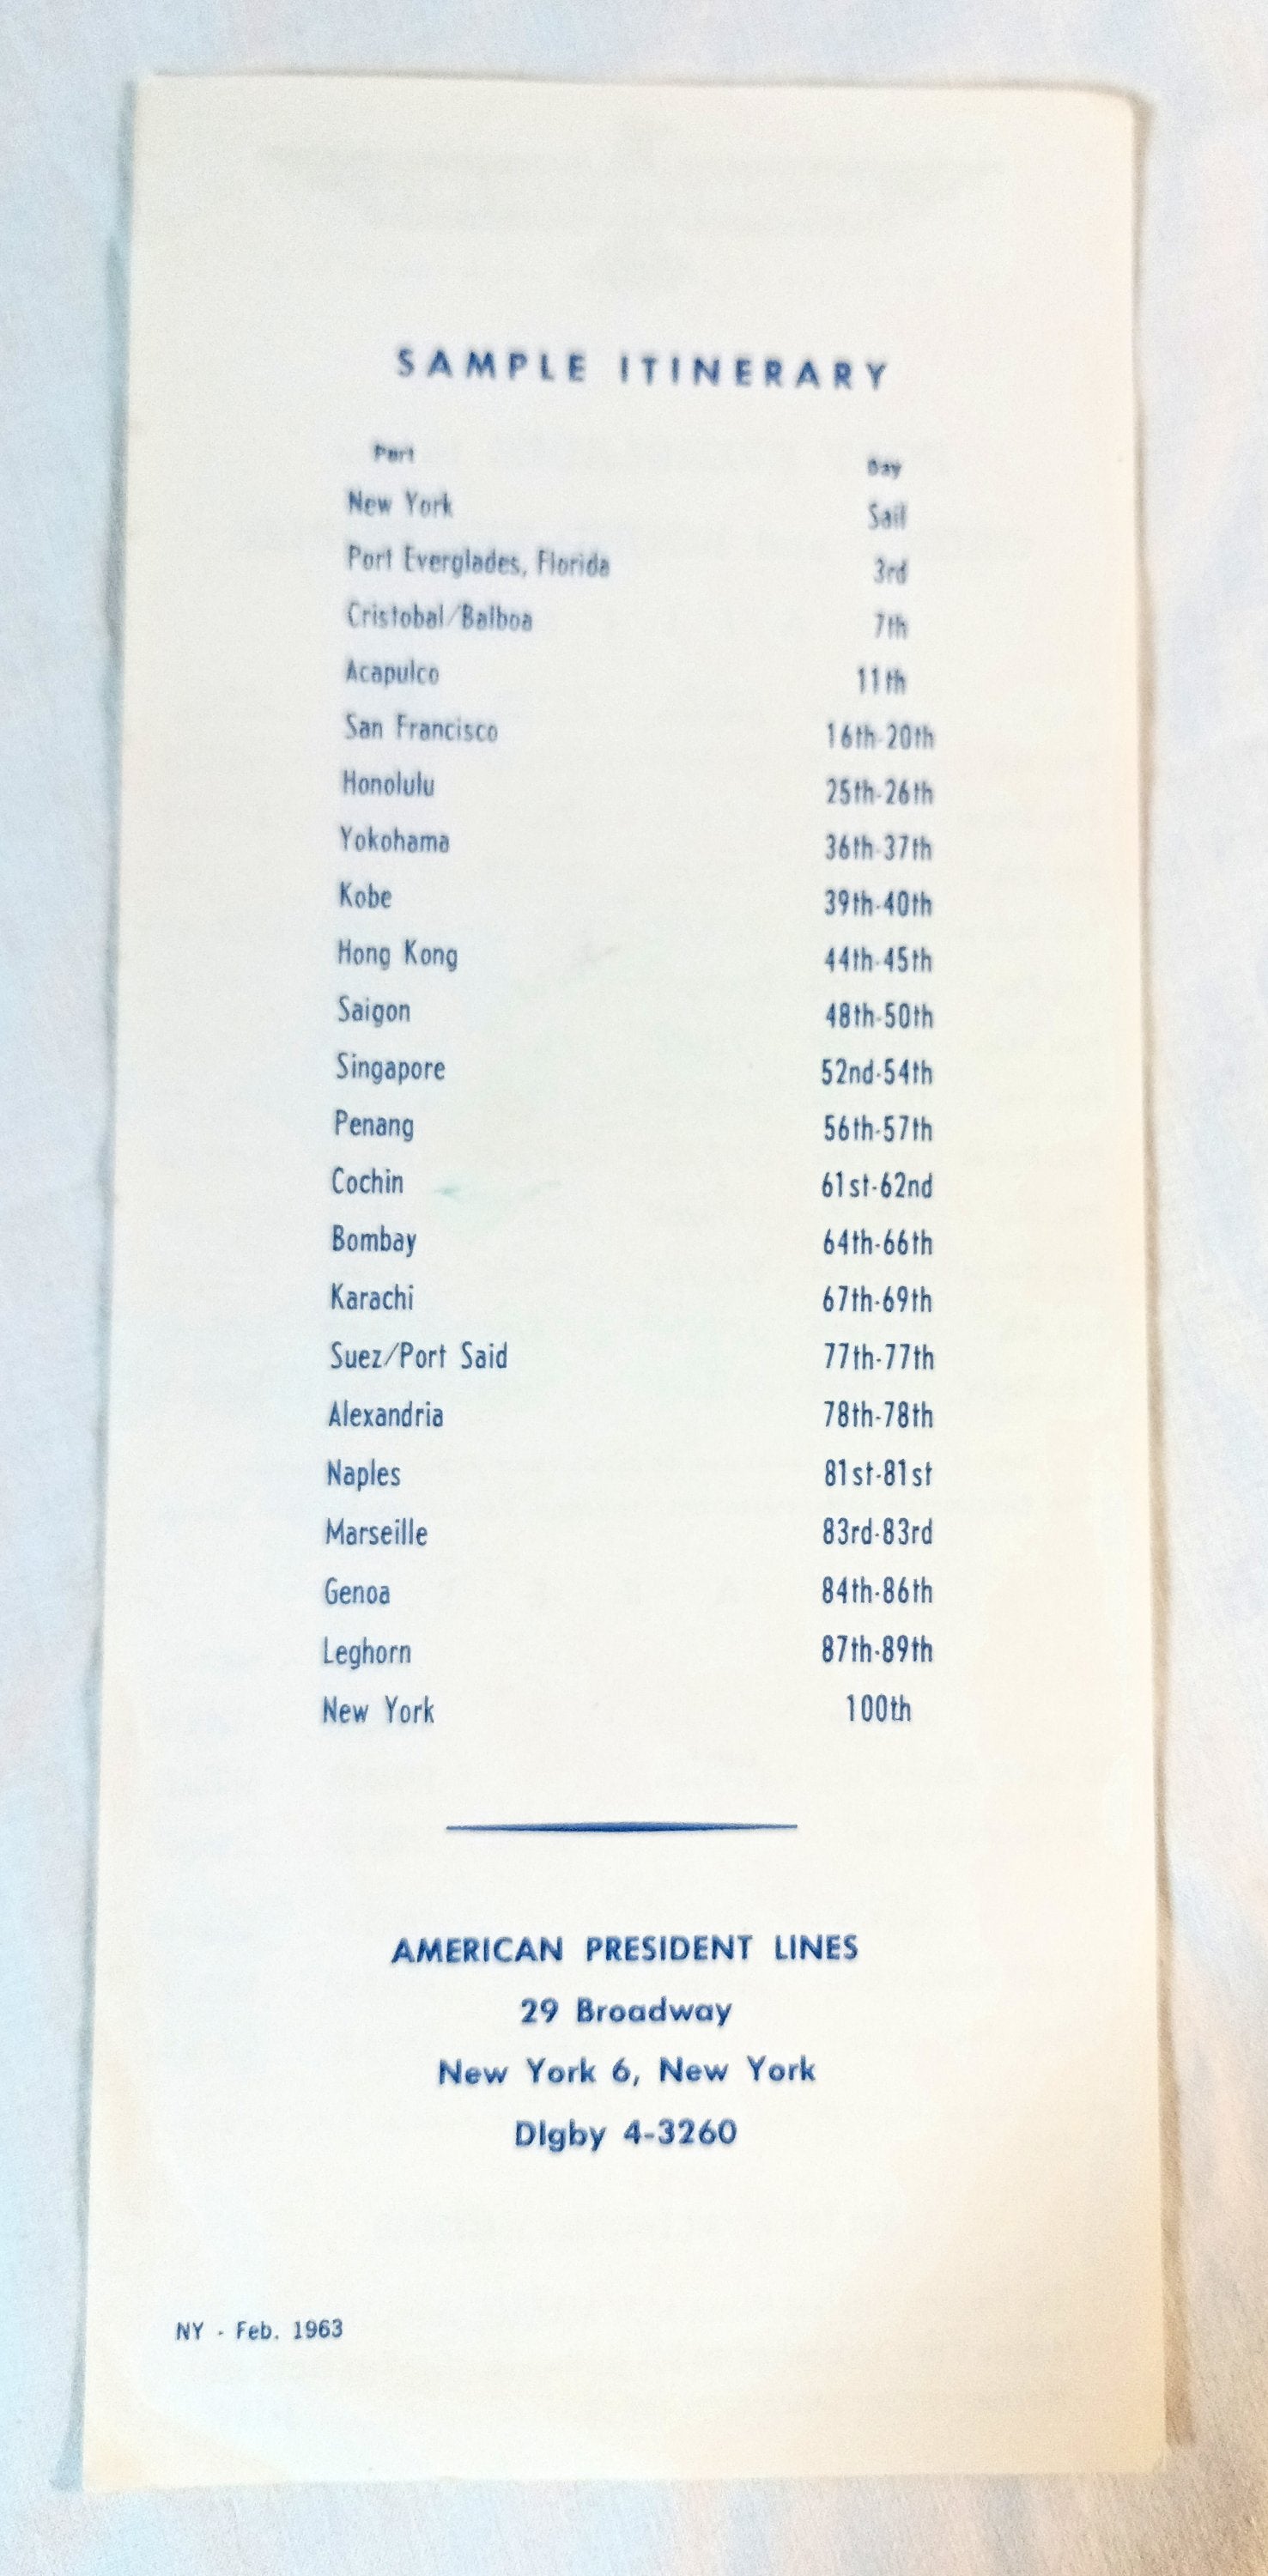 SAMPLE ITINERARY
Port Day
New York Sail
Port Everglades, Florida 3rd
Cristobal/Balboa 7th
Acapulco 11th
San Francisco 16th-20th
Honolulu 25th-26th
Yokohama 36th-37th
Kobe 39th-40th
Hong Kong 44th-45th
Saigon 48th-50th
Singapore 52nd-54th
Penang 56th-57th
Cochin 61st-62nd
Bombay 64th-66th
Karachi 67th-69th
Suez/Port Said 77th-77th
Alexandria 78th-78th
Naples 81st-81st
Marseille 83rd-83rd
Genoa 84th-86th
Leghorn 87th-89th
New York 100th
AMERICAN PRESIDENT LINES
29 Broadway
New York 6, New York
DIgby 4-3260
NY - Feb. 1963